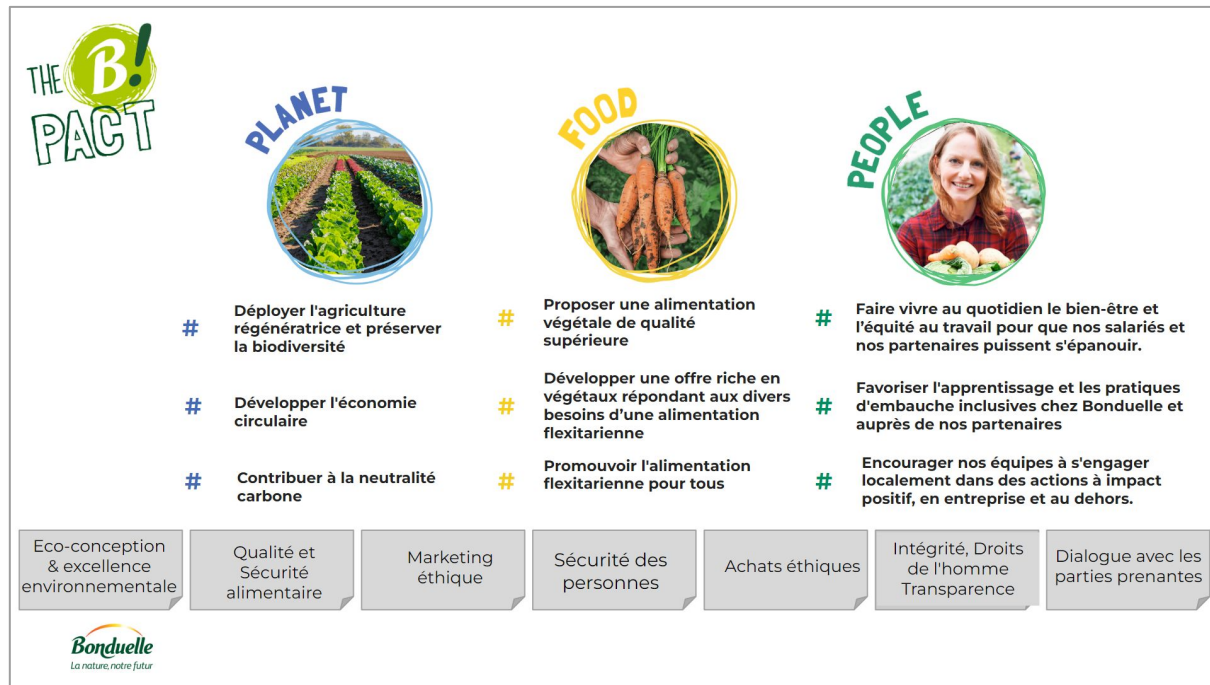 THE B!
PACT
PLANET
FOOD
PEOPLE
# Déployer l'agriculture
régénératrice et préserver
la biodiversité
# Développer l'économie
circulaire
# Contribuer à la neutralité
carbone
# Proposer une alimentation
végétale de qualité
supérieure
# Développer une offre riche en
végétaux répondant aux divers
besoins d’une alimentation
flexitarienne
# Promouvoir l'alimentation
flexitarienne pour tous
# Faire vivre au quotidien le bien-être et
l’équité au travail pour que nos salariés et
nos partenaires puissent s'épanouir.
# Favoriser l'apprentissage et les pratiques
d'embauche inclusives chez Bonduelle et
auprès de nos partenaires
# Encourager nos équipes à s'engager
localement dans des actions à impact
positif, en entreprise et au dehors.
Eco-conception
& excellence
environnementale
Qualité et
Sécurité
alimentaire
Marketing
éthique
Sécurité des
personnes
Achats éthiques
Intégrité, Droits
de l'homme
Transparence
Dialogue avec les
parties prenantes
Bonduelle
La nature, notre futur